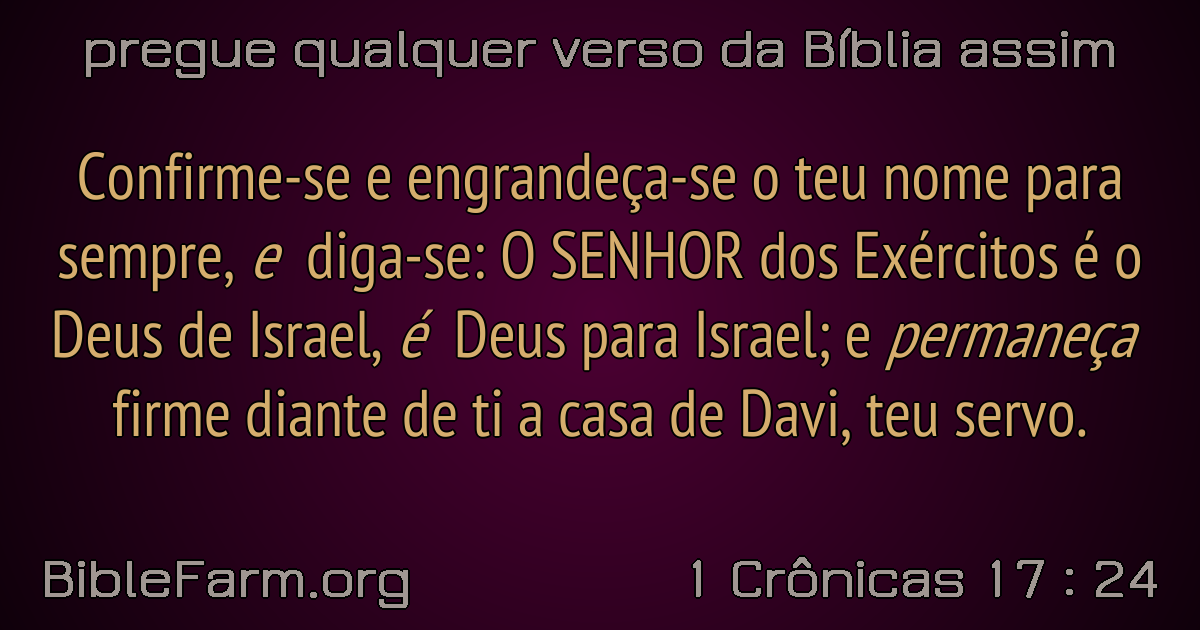 pregue qualquer verso da Bíblia assim
Confirme-se e engrandeça-se o teu nome para
sempre, e diga-se: O SENHOR dos Exércitos é o
Deus de Israel, é Deus para Israel; e permaneça
firme diante de ti a casa de Davi, teu servo.
BibleFarm.org
1 Crônicas 17 : 24